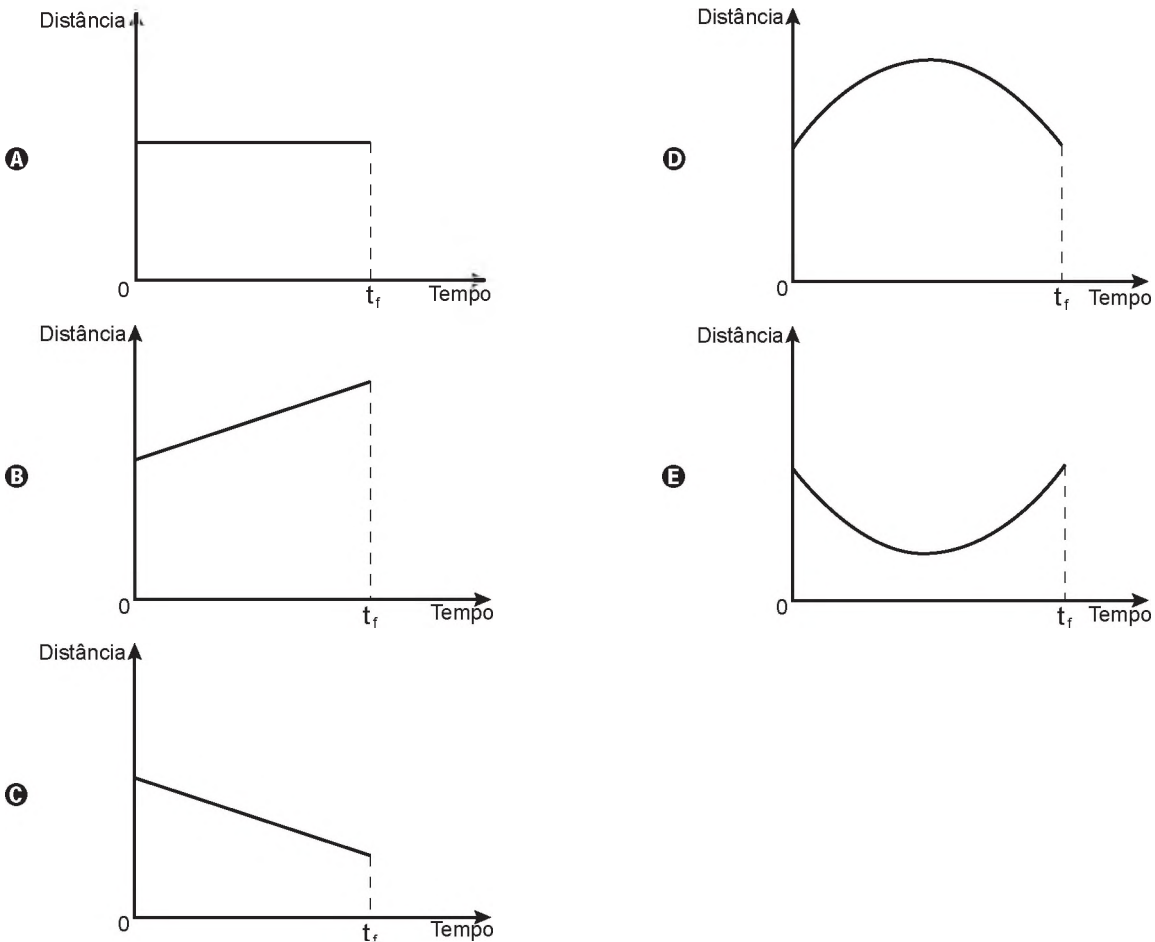 Distância
A
0
t_f Tempo
Distância
B
0
t_f Tempo
Distância
C
0
t_f Tempo
Distância
D
0
t_f Tempo
Distância
E
0
t_f Tempo